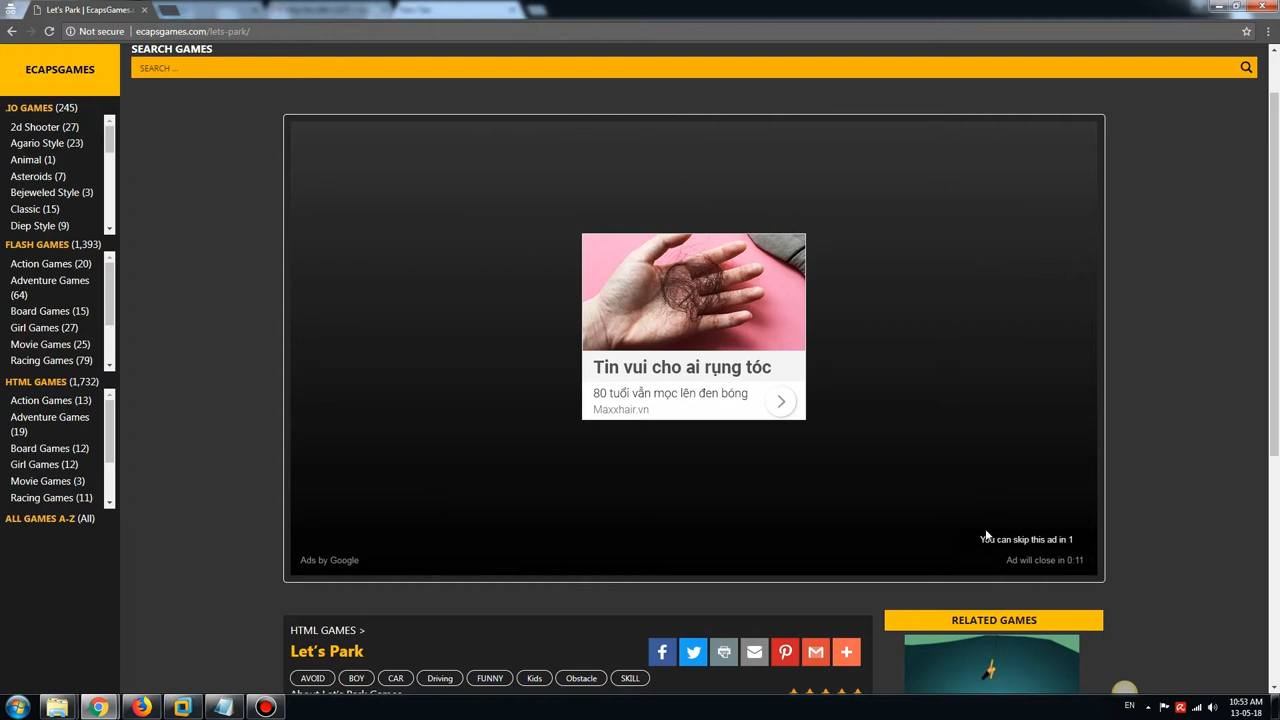 Let's Park | EcapsGames
Not secure | ecapsgames.com/lets-park/
ECAPSGAMES
SEARCH GAMES
SEARCH ...
.IO GAMES (245)
2d Shooter (27)
Agario Style (23)
Animal (1)
Asteroids (7)
Bejeweled Style (3)
Classic (15)
Diep Style (9)
FLASH GAMES (1,393)
Action Games (20)
Adventure Games
(64)
Board Games (15)
Girl Games (27)
Movie Games (25)
Racing Games (79)
HTML GAMES (1,732)
Action Games (13)
Adventure Games
(19)
Board Games (12)
Girl Games (12)
Movie Games (3)
Racing Games (11)
ALL GAMES A-Z (All)
Tin vui cho ai rụng tóc
80 tuổi vẫn mọc lên đen bóng
Maxxhair.vn
You can skip this ad in 1
Ads by Google
Ad will close in 0:11
HTML GAMES >
Let's Park
AVOID BOY CAR Driving FUNNY Kids Obstacle SKILL
About Let's Park Games
RELATED GAMES
EN
10:53 AM
13-05-18